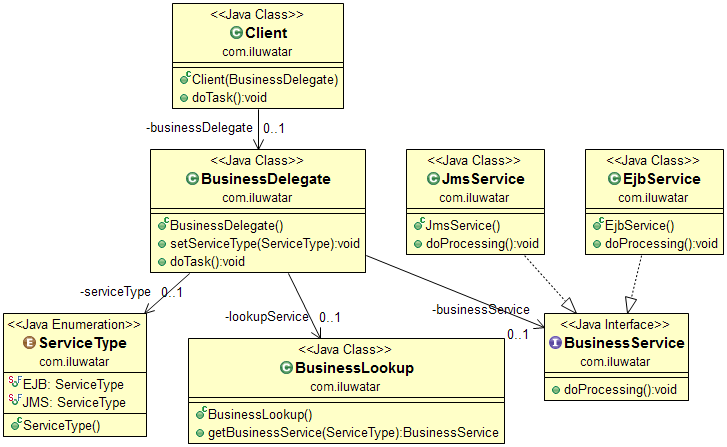 <<Java Class>>
Client
com.iluwatar
Client(BusinessDelegate)
doTask():void
-businessDelegate
0..1
<<Java Class>>
BusinessDelegate
com.iluwatar
BusinessDelegate()
setServiceType(ServiceType):void
doTask():void
<<Java Class>>
JmsService
com.iluwatar
JmsService()
doProcessing():void
<<Java Class>>
EjbService
com.iluwatar
EjbService()
doProcessing():void
-serviceType
0..1
-lookupService
0..1
-businessService
0..1
<<Java Enumeration>>
ServiceType
com.iluwatar
EJB: ServiceType
JMS: ServiceType
ServiceType()
<<Java Class>>
BusinessLookup
com.iluwatar
BusinessLookup()
getBusinessService(ServiceType):BusinessService
<<Java Interface>>
BusinessService
com.iluwatar
doProcessing():void